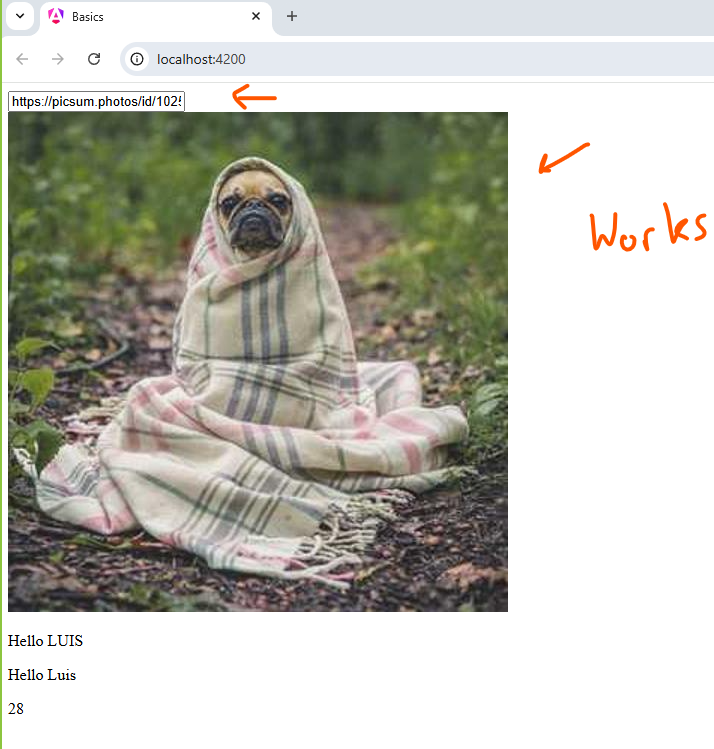 Basics
localhost:4200
https://picsum.photos/id/102
Works
Hello LUIS
Hello Luis
28